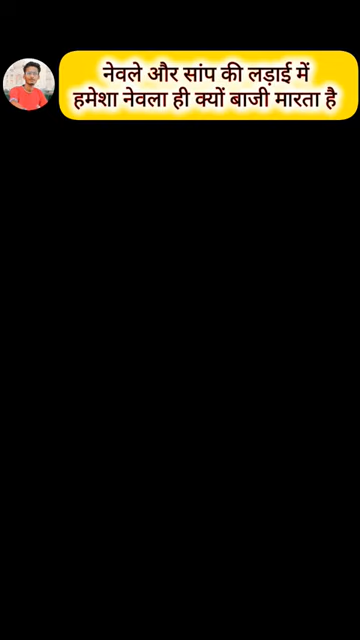 नेवले और सांप की लड़ाई में
हमेशा नेवला ही क्यों बाजी मारता है